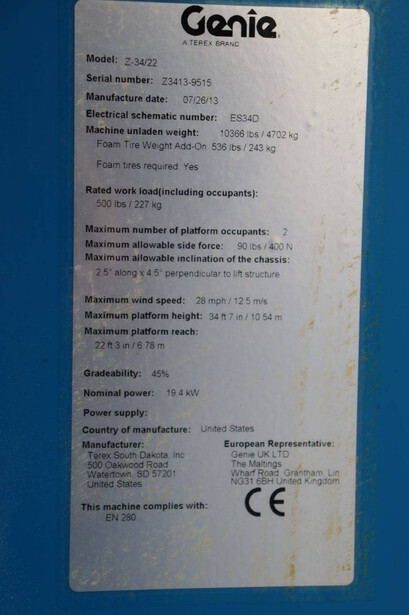 Genie
A TEREX BRAND
Model: Z-34/22
Serial number: Z3413-9515
Manufacture date: 07/26/13
Electrical schematic number: ES34D
Machine unladen weight: 10366 lbs / 4702 kg
Foam Tire Weight Add-On 536 lbs / 243 kg
Foam tires required Yes
Rated work load(including occupants):
500 lbs / 227 kg
Maximum number of platform occupants: 2
Maximum allowable side force: 90 lbs / 400 N
Maximum allowable inclination of the chassis:
2.5° along x 4.5° perpendicular to lift structure
Maximum wind speed: 28 mph / 12.5 m/s
Maximum platform height: 34 ft 7 in / 10.54 m
Maximum platform reach:
22 ft 3 in / 6.78 m
Gradeability: 45%
Nominal power: 19.4 kW
Power supply:
Country of manufacture: United States
Manufacturer:
Terex South Dakota, Inc
500 Oakwood Road
Watertown, SD 57201
United States
European Representative:
Genie UK LTD
The Maltings
Wharf Road, Grantham, Lin
NG31 6BH United Kingdom
This machine complies with:
EN 280
CE